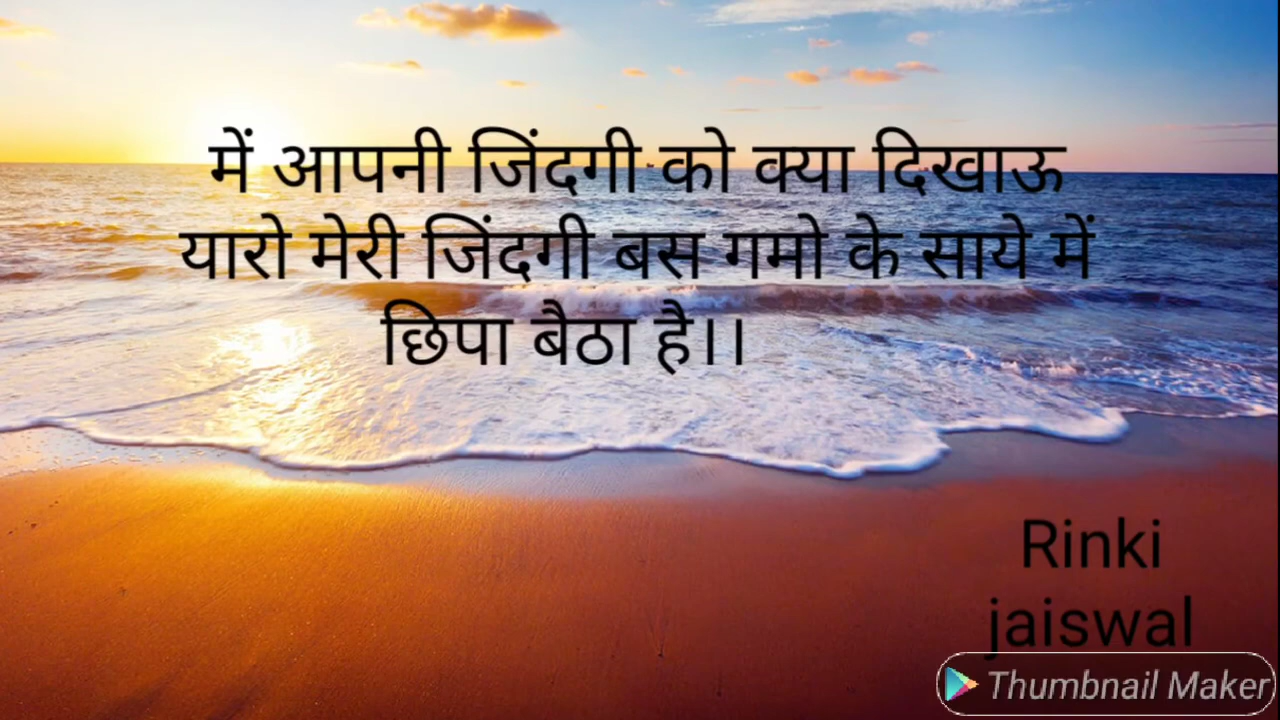 में आपनी जिंदगी को क्या दिखाऊ
यारो मेरी जिंदगी बस गमो के साये में
छिपा बैठा है।।
Rinki
jaiswal
Thumbnail Maker